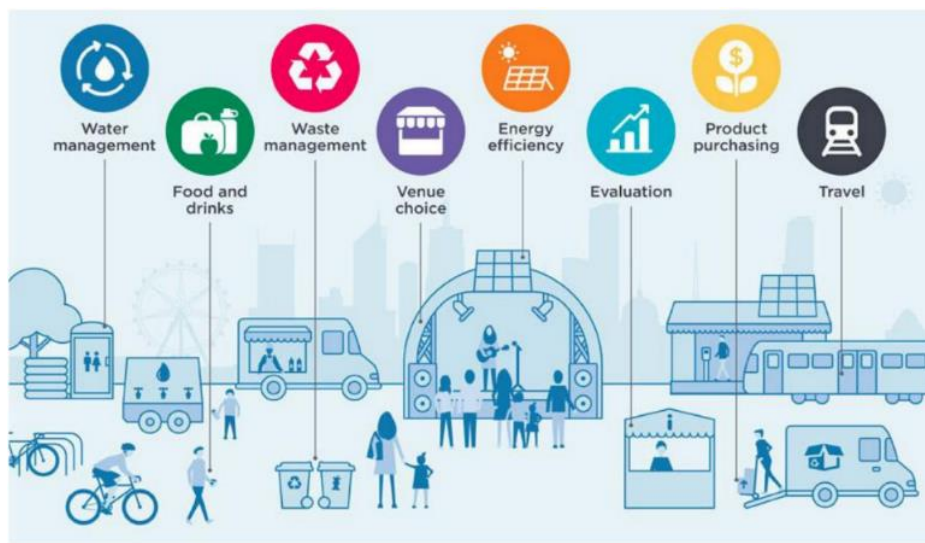 Water
management
Food and
drinks
Waste
management
Venue
choice
Energy
efficiency
Evaluation
Product
purchasing
Travel
$
i